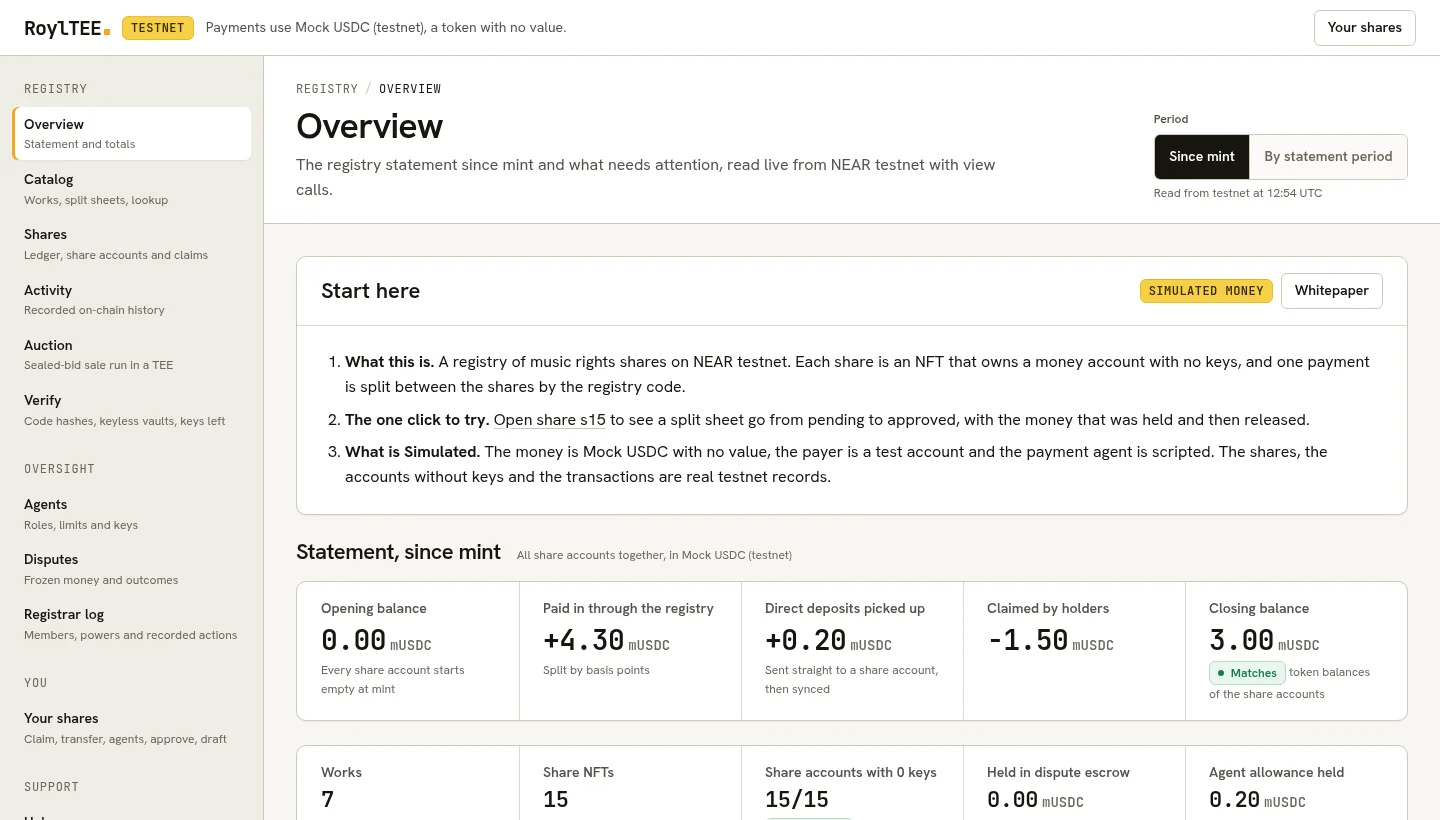 RoylTEE.
TESTNET
Payments use Mock USDC (testnet), a token with no value.
Your shares
REGISTRY
Overview
Statement and totals
Catalog
Works, split sheets, lookup
Shares
Ledger, share accounts and claims
Activity
Recorded on-chain history
Auction
Sealed-bid sale run in a TEE
Verify
Code hashes, keyless vaults, keys left
OVERSIGHT
Agents
Roles, limits and keys
Disputes
Frozen money and outcomes
Registrar log
Members, powers and recorded actions
YOU
Your shares
Claim, transfer, agents, approve, draft
SUPPORT
REGISTRY / OVERVIEW
Overview
The registry statement since mint and what needs attention, read live from NEAR testnet with view
calls.
Period
Since mint
By statement period
Read from testnet at 12:54 UTC
Start here
SIMULATED MONEY
Whitepaper
1. What this is. A registry of music rights shares on NEAR testnet. Each share is an NFT that owns a money account with no keys, and one payment
is split between the shares by the registry code.
2. The one click to try. Open share s15 to see a split sheet go from pending to approved, with the money that was held and then released.
3. What is Simulated. The money is Mock USDC with no value, the payer is a test account and the payment agent is scripted. The shares, the
accounts without keys and the transactions are real testnet records.
Statement, since mint
All share accounts together, in Mock USDC (testnet)
Opening balance
0.00 mUSDC
Every share account starts
empty at mint
Paid in through the registry
+4.30 mUSDC
Split by basis points
Direct deposits picked up
+0.20 mUSDC
Sent straight to a share account,
then synced
Claimed by holders
-1.50 mUSDC
Closing balance
3.00 mUSDC
Matches token balances
of the share accounts
Works
7
Share NFTs
15
Share accounts with 0 keys
15/15
Held in dispute escrow
0.00 mUSDC
Agent allowance held
0.20 mUSDC